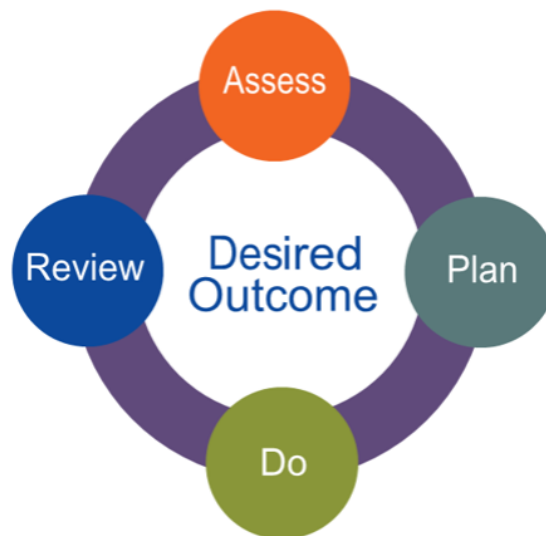 Assess
Review
Desired
Outcome
Plan
Do